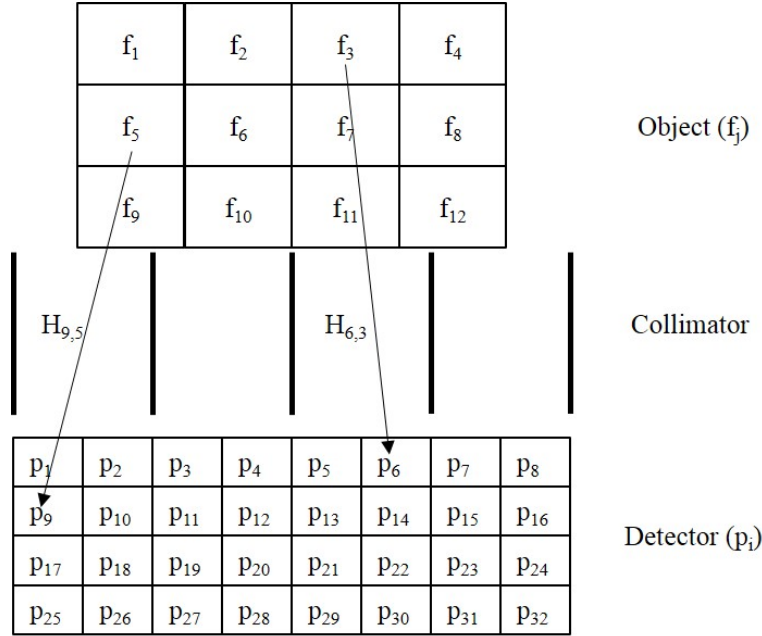 f₁ f₂ f₃ f₄
f₅ f₆ f₇ f₈
Object (fⱼ)
f₉ f₁₀ f₁₁ f₁₂
H₉,₅ H₆,₃ Collimator
p₁ p₂ p₃ p₄ p₅ p₆ p₇ p₈
p₉ p₁₀ p₁₁ p₁₂ p₁₃ p₁₄ p₁₅ p₁₆
Detector (pᵢ)
p₁₇ p₁₈ p₁₉ p₂₀ p₂₁ p₂₂ p₂₃ p₂₄
p₂₅ p₂₆ p₂₇ p₂₈ p₂₉ p₃₀ p₃₁ p₃₂